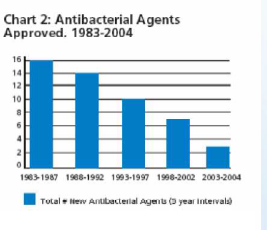 Chart 2: Antibacterial Agents
Approved. 1983-2004
16
14
12
10
8
6
4
2
0
1983-1987 1988-1992 1993-1997 1998-2002 2003-2004
Total # New Antibacterial Agents (5 year Intervals)